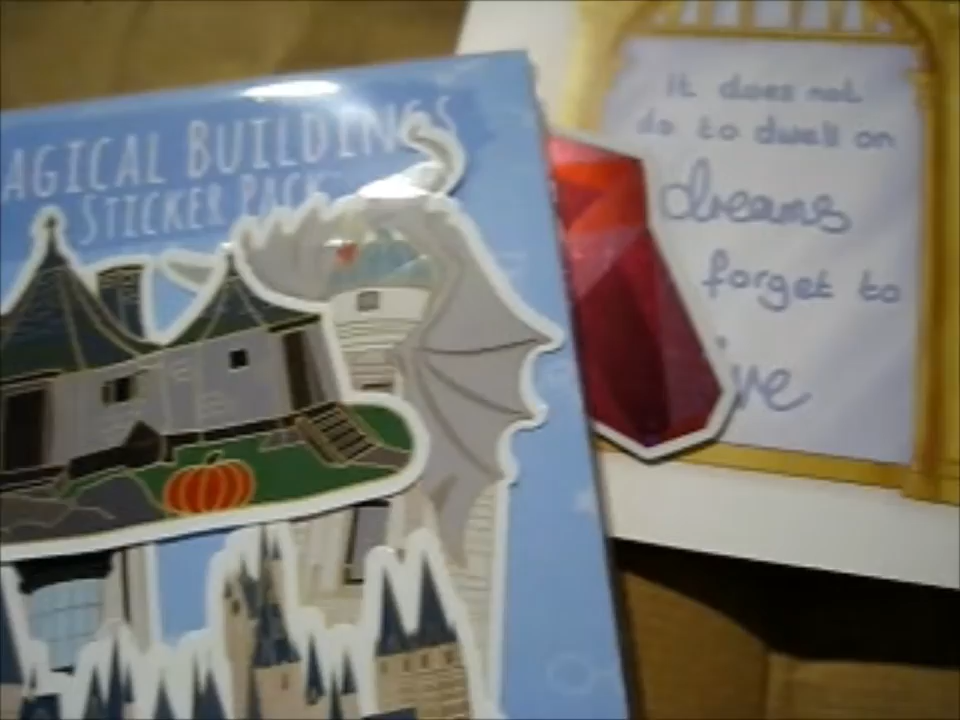 AGICAL BUILDINGS
STICKER PACK
it does not
do to dwell on
dreams
forget to
ive